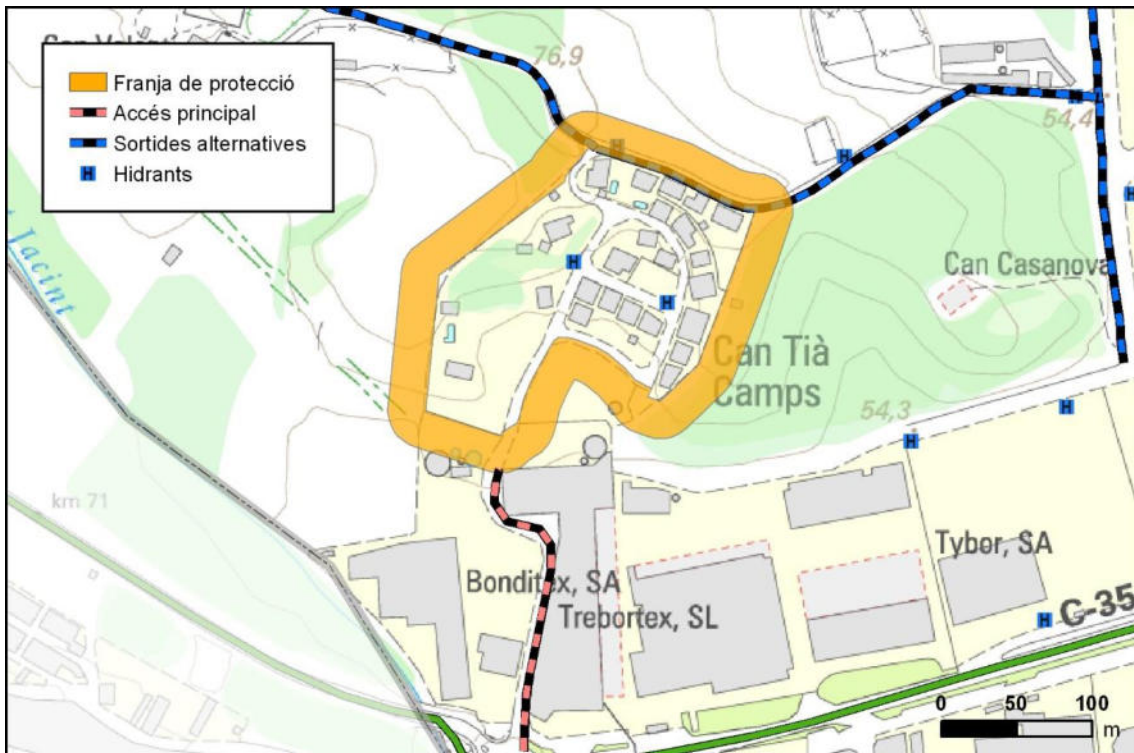 76,9
Franja de protecció
Accés principal
Sortides alternatives
H Hidrants
54,4
H
H
H
H
Jacint
H
H
Can Casanova
Can Tià
Camps
54,3
H
H
km 71
Bonditex, SA
Trebortex, SL
Tybor, SA
H
C-35
0 50 100
m